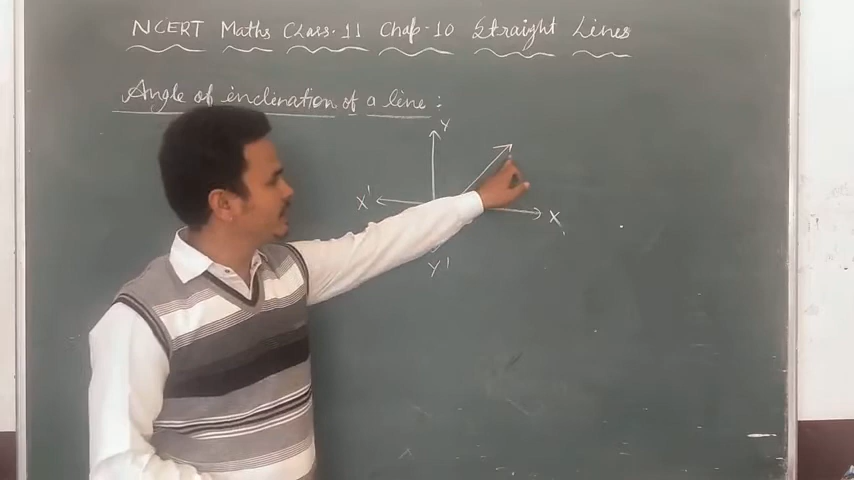 NCERT Maths Class-11 Chap-10 Straight Lines
Angle of inclination of a line :
Y
X' X
Y'